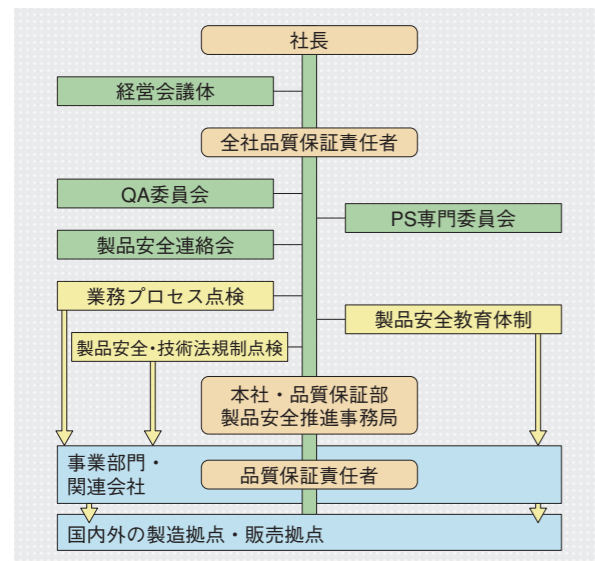 社長
経営会議体
全社品質保証責任者
QA委員会
PS専門委員会
製品安全連絡会
業務プロセス点検
製品安全教育体制
製品安全・技術法規制点検
本社・品質保証部
製品安全推進事務局
事業部門・
関連会社
品質保証責任者
国内外の製造拠点・販売拠点